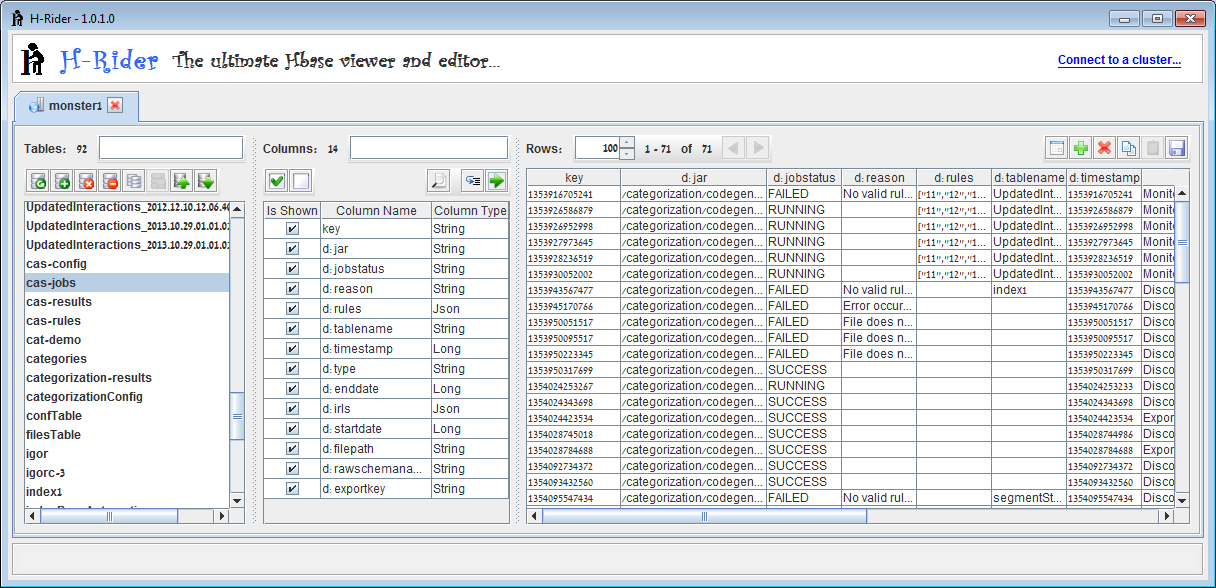 H-Rider - 1.0.1.0
H-Rider The ultimate Hbase viewer and editor...
Connect to a cluster...
monster1
Tables: 92
Columns: 14
Rows: 100 1 - 71 of 71
UpdatedInteractions_2012.12.10.12.06.40
UpdatedInteractions_2013.10.29.01.01.01
UpdatedInteractions_2013.10.29.01.01.01
cas-config
cas-jobs
cas-results
cas-rules
cat-demo
categories
categorization-results
categorizationConfig
confTable
filesTable
igor
igorc-3
index1
Is Shown Column Name Column Type
key String
d:jar String
d:jobstatus String
d:reason String
d:rules Json
d:tablename String
d:timestamp Long
d:type String
d:enddate Long
d:irls Json
d:startdate Long
d:filepath String
d:rawschemana... String
d:exportkey String
key d:jar d:jobstatus d:reason d:rules d:tablename d:timestamp
1353916705241 /categorization/codegen... FAILED No valid rul... ["11","12","1... UpdatedInt... 1353916705241 Monito
1353926586879 /categorization/codegen... RUNNING ["11","12","1... UpdatedInt... 1353926586879 Monito
1353926952998 /categorization/codegen... RUNNING ["11","12","1... UpdatedInt... 1353926952998 Monito
1353927973645 /categorization/codegen... RUNNING ["11","12","1... UpdatedInt... 1353927973645 Monito
1353928236519 /categorization/codegen... RUNNING ["11","12","1... UpdatedInt... 1353928236519 Monito
1353930052002 /categorization/codegen... RUNNING ["11","12","1... UpdatedInt... 1353930052002 Monito
1353943567477 /categorization/codegen... FAILED No valid rul... index1 1353943567477 Disco
1353945170766 /categorization/codegen... FAILED Error occur... 1353945170766 Disco
1353950051517 /categorization/codegen... FAILED File does n... 1353950051517 Disco
1353950095517 /categorization/codegen... FAILED File does n... 1353950095517 Disco
1353950223345 /categorization/codegen... FAILED File does n... 1353950223345 Disco
1353950317699 /categorization/codegen... SUCCESS 1353950317699 Disco
1354024253267 /categorization/codegen... RUNNING 1354024253233 Disco
1354024343698 /categorization/codegen... SUCCESS 1354024343698 Disco
1354024423534 /categorization/codegen... SUCCESS 1354024423534 Expor
1354028745018 /categorization/codegen... SUCCESS 1354028744986 Disco
1354028784688 /categorization/codegen... SUCCESS 1354028784688 Expor
1354092734372 /categorization/codegen... SUCCESS 1354092734372 Disco
1354093432560 /categorization/codegen... SUCCESS 1354093432560 Disco
1354095547434 /categorization/codegen... FAILED No valid rul... segmentSt... 1354095547434 Disco